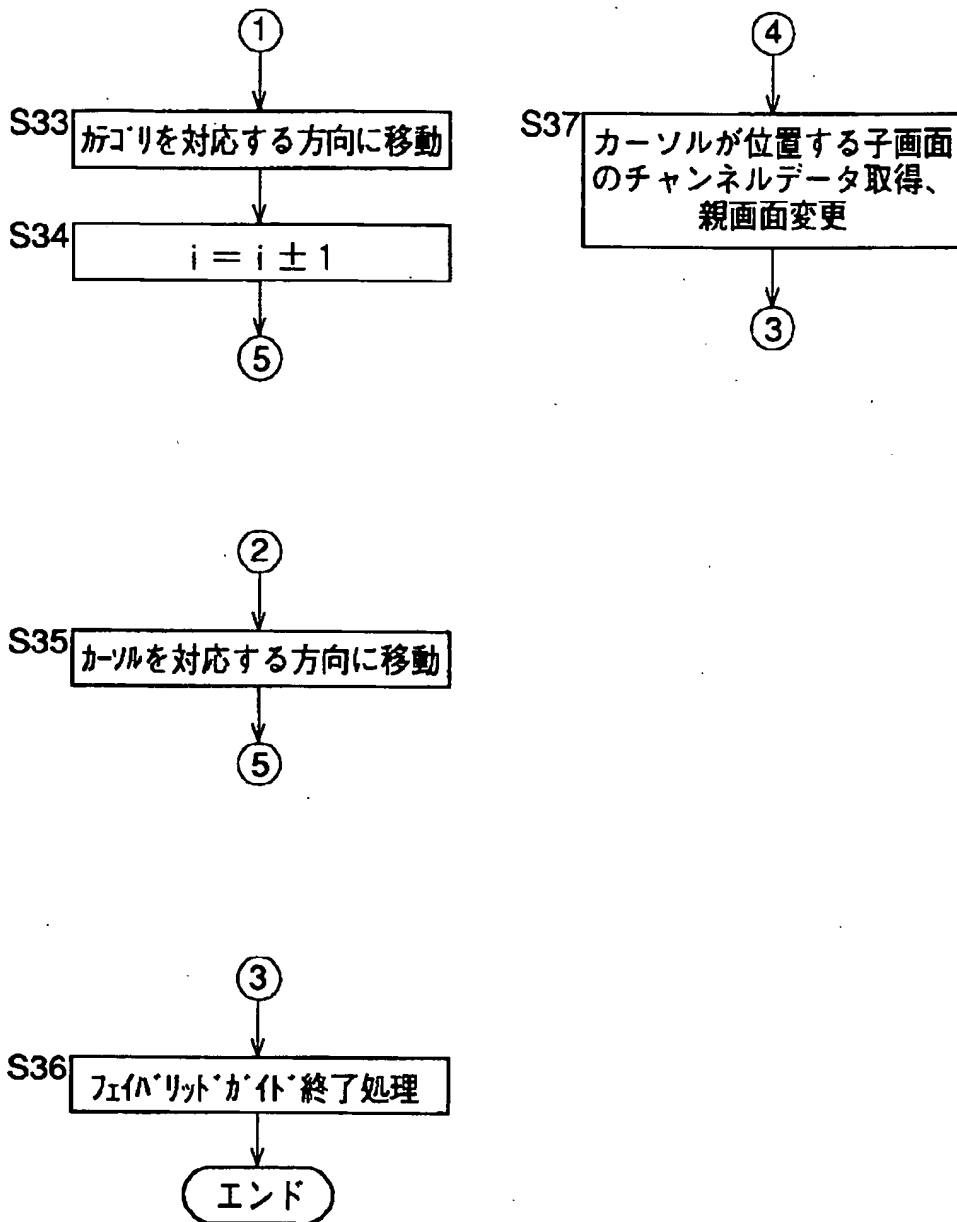 ①
S33
ｶﾃｺﾞﾘを対応する方向に移動
S34
i = i ± 1
⑤
④
S37
カーソルが位置する子画面
のチャンネルデータ取得、
親画面変更
③
②
S35
ｶｰｿﾙを対応する方向に移動
⑤
③
S36
ﾌｪｲﾊﾞﾘｯﾄﾞｶﾞｲﾄﾞ終了処理
エンド